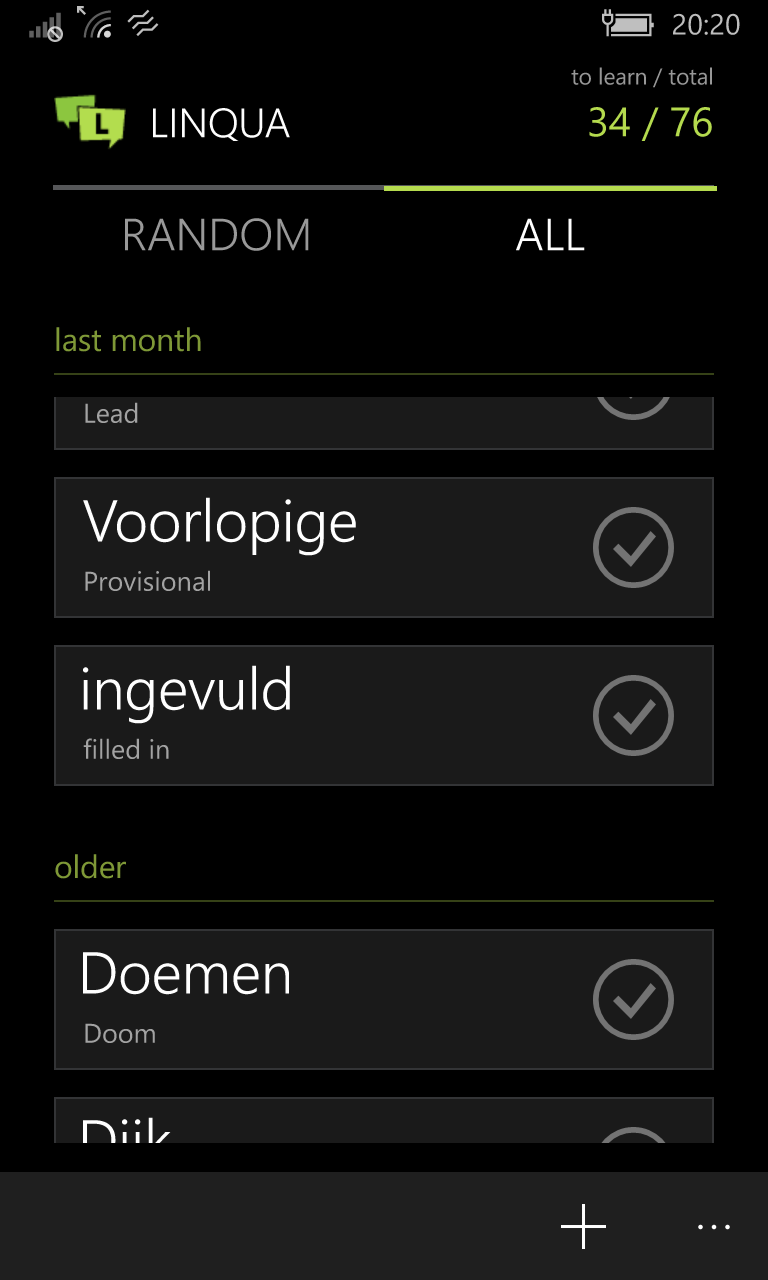 20:20
to learn / total
LINQUA
34 / 76
RANDOM
ALL
last month
Lead
Voorlopige
Provisional
ingevuld
filled in
older
Doemen
Doom
Dijk